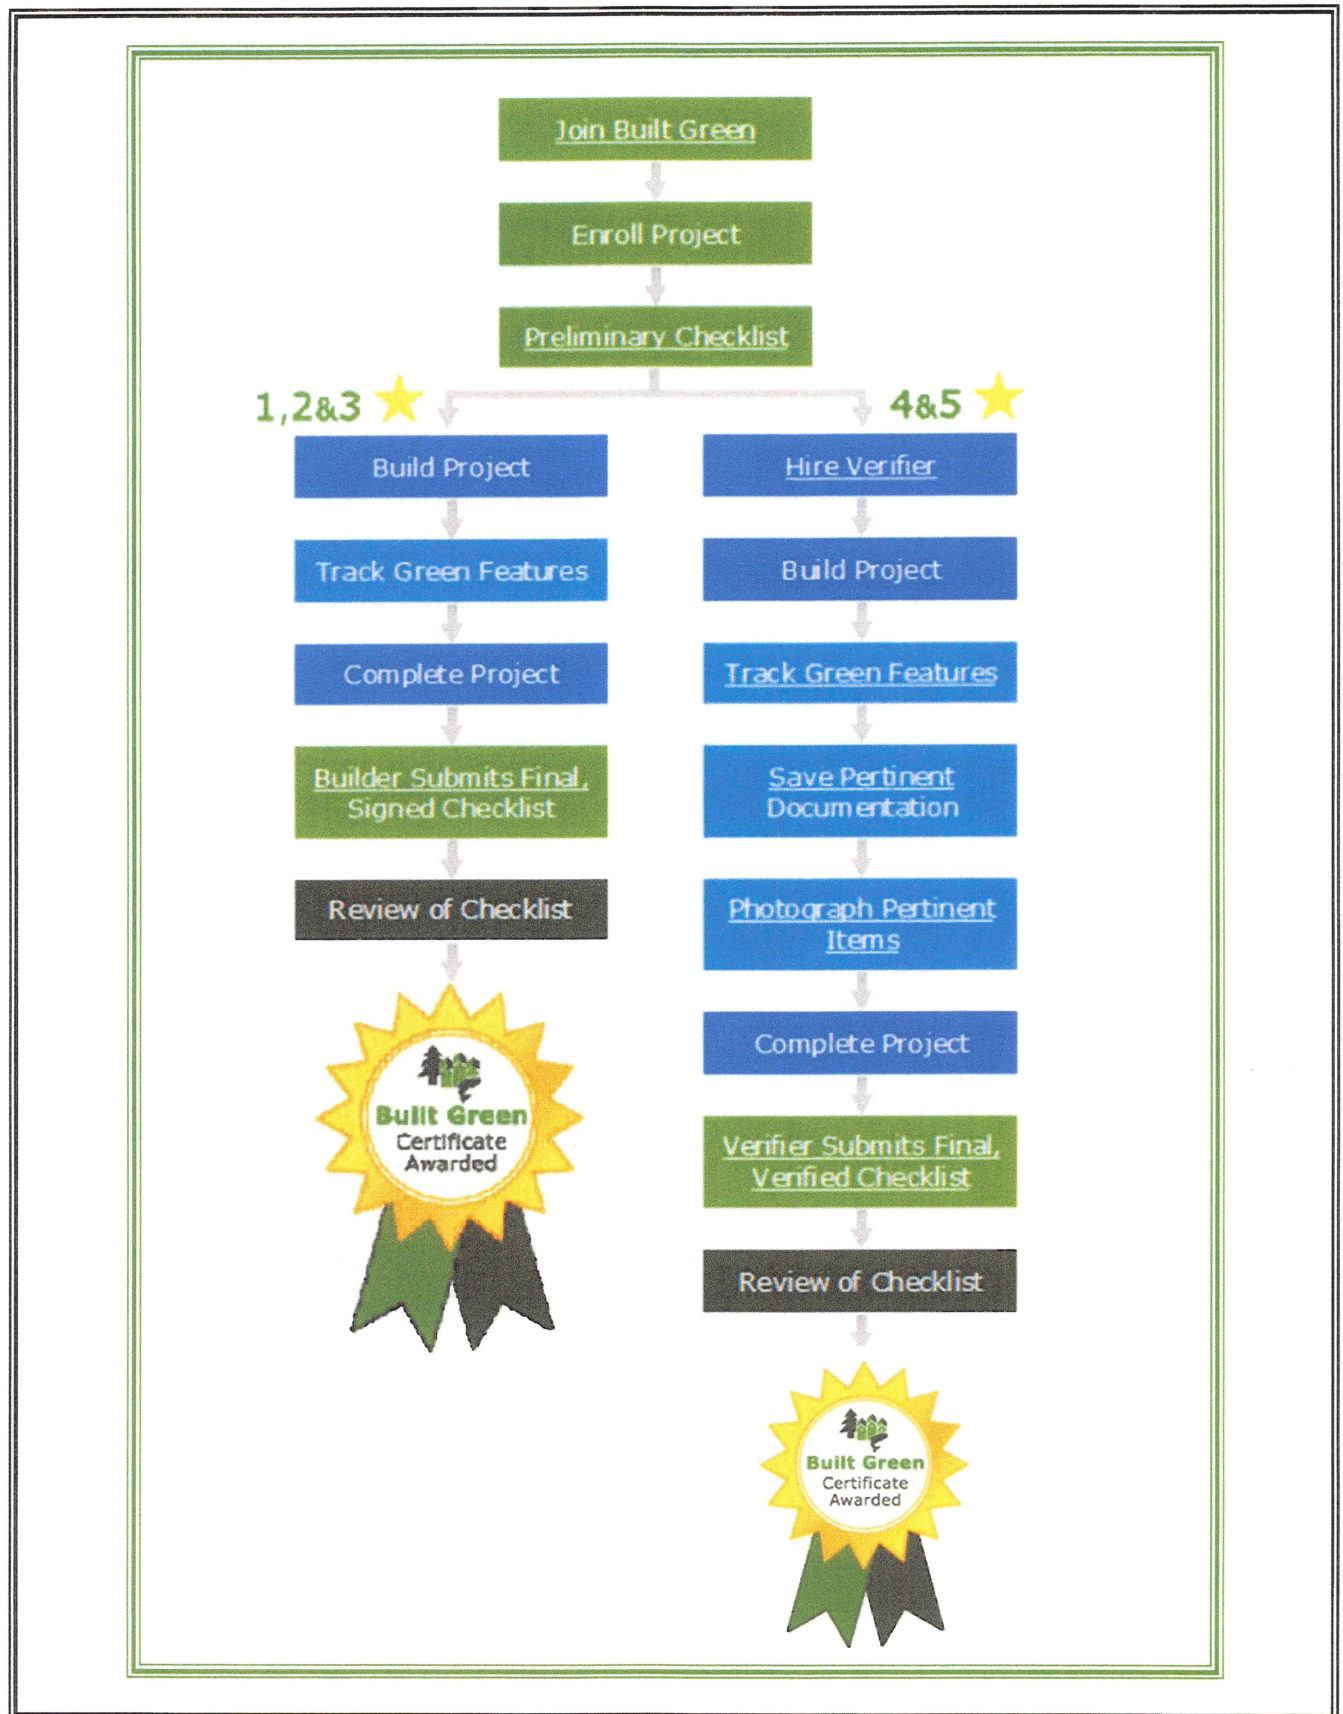 Join Built Green
Enroll Project
Preliminary Checklist
1,2&3
Build Project
Track Green Features
Complete Project
Builder Submits Final,
Signed Checklist
Review of Checklist
Built Green
Certificate
Awarded
4&5
Hire Verifier
Build Project
Track Green Features
Save Pertinent
Documentation
Photograph Pertinent
Items
Complete Project
Verifier Submits Final,
Verified Checklist
Review of Checklist
Built Green
Certificate
Awarded